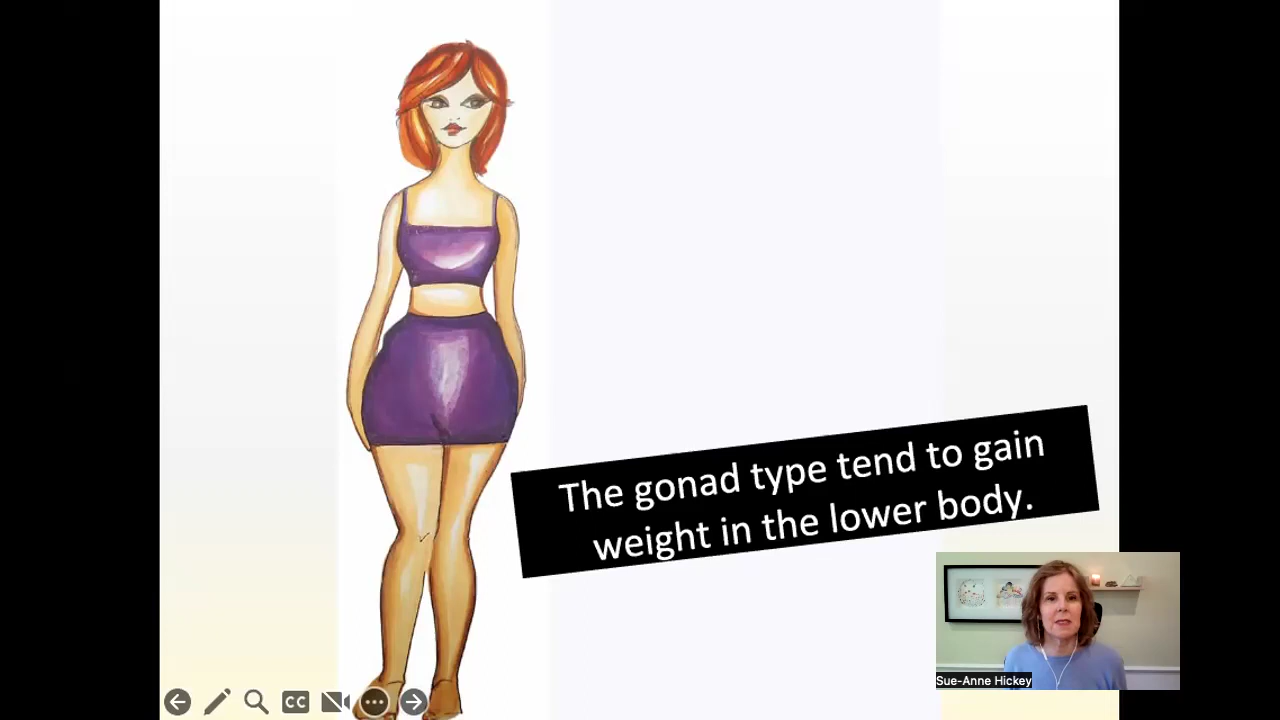 The gonad type tend to gain
weight in the lower body.
Sue-Anne Hickey
CC